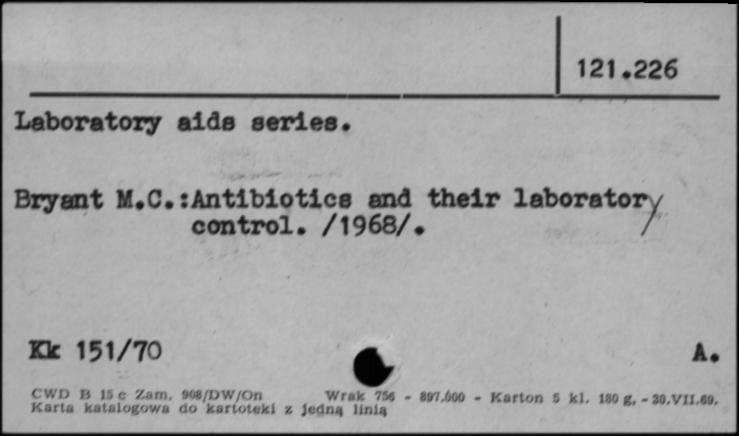 121.226
Laboratory aids series.
Bryant M.C.:Antibiotics and their laboratory
control. /1968/.
Kk 151/70
A.
CWD B 15 c Zam. 908/DW/On Wrak 756 - 897.000 - Karton 5 kl. 180 g. - 30.VII.69.
Karta katalogowa do kartoteki z jedną linią